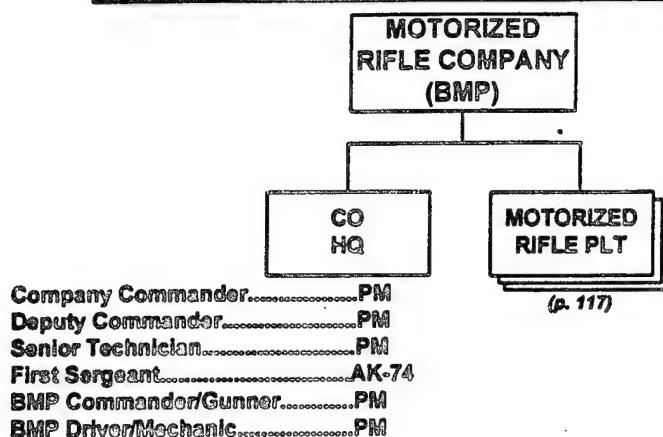 MOTORIZED
RIFLE COMPANY
(BMP)
CO
HQ
MOTORIZED
RIFLE PLT
(p. 117)
Company Commander....................PM
Deputy Commander.......................PM
Senior Technician..........................PM
First Sergeant............................AK-74
BMP Commander/Gunner............PM
BMP Driver/Mechanic...................PM